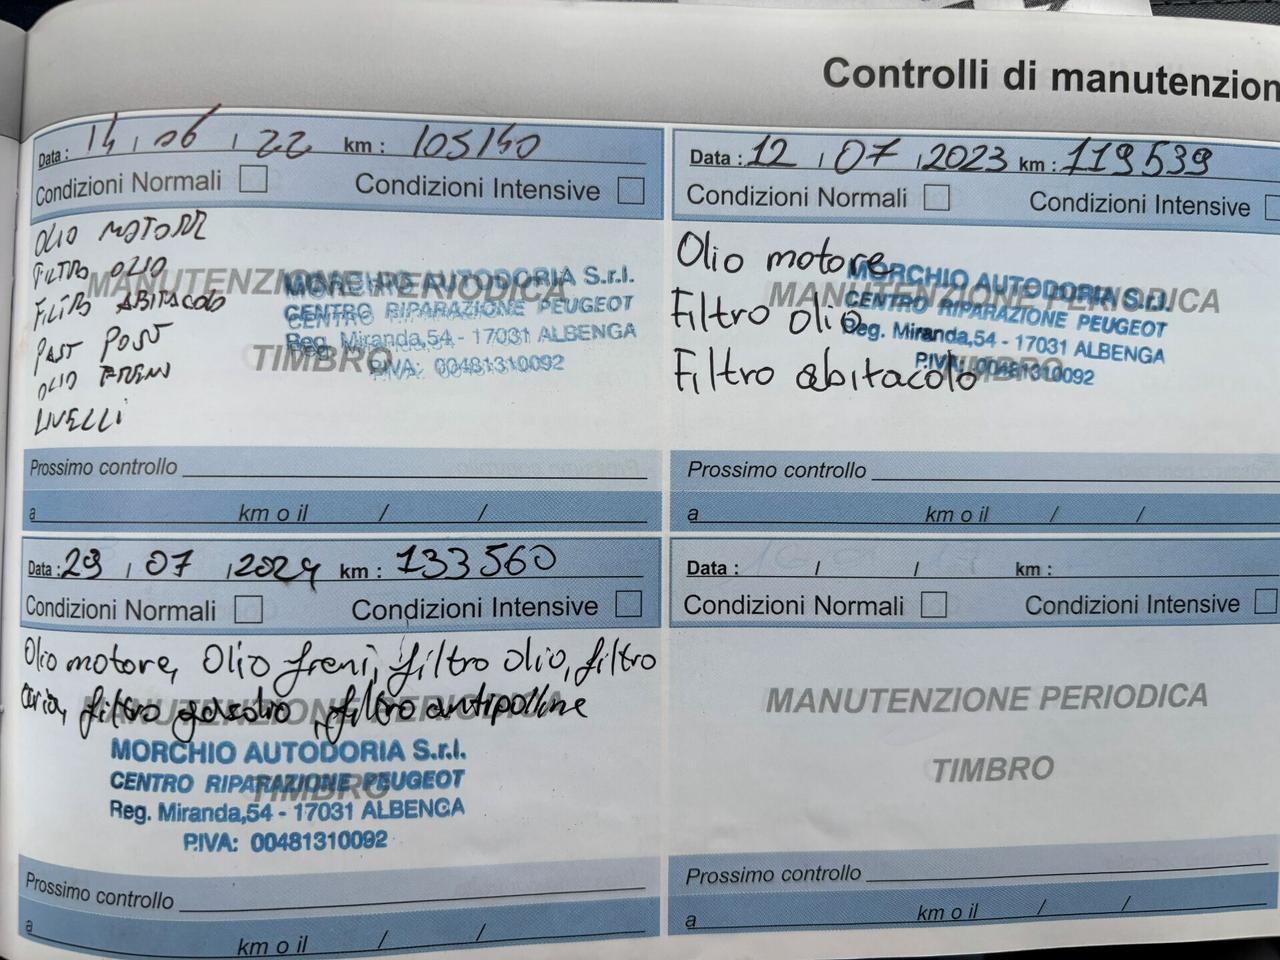 Controlli di manutenzion
Data : 14 / 06 / 22 km : 105140
Condizioni Normali Condizioni Intensive
OLIO MOTORE
FILTRO OLIO
FILTRO ABITACOLO
PAST POST
OLIO FRENI
LIVELLI
MANUTENZIONE PERIODICA
TIMBRO
MORCHIO AUTODORIA S.r.l.
CENTRO RIPARAZIONE PEUGEOT
Reg. Miranda,54 - 17031 ALBENGA
P.IVA: 00481310092
Prossimo controllo
a km o il / /
Data : 12 / 07 / 2023 km : 119539
Condizioni Normali Condizioni Intensive
Olio motore
Filtro olio
Filtro abitacolo
MANUTENZIONE PERIODICA
TIMBRO
MORCHIO AUTODORIA S.r.l.
CENTRO RIPARAZIONE PEUGEOT
Reg. Miranda,54 - 17031 ALBENGA
P.IVA: 00481310092
Prossimo controllo
a km o il / /
Data : 29 / 07 / 2024 km : 133560
Condizioni Normali Condizioni Intensive
Olio motore, Olio freni, filtro olio, filtro
aria, filtro gasolio, filtro antipolline
MANUTENZIONE PERIODICA
TIMBRO
MORCHIO AUTODORIA S.r.l.
CENTRO RIPARAZIONE PEUGEOT
Reg. Miranda,54 - 17031 ALBENGA
P.IVA: 00481310092
Prossimo controllo
a km o il / /
Data : / / km :
Condizioni Normali Condizioni Intensive
MANUTENZIONE PERIODICA
TIMBRO
Prossimo controllo
a km o il / /